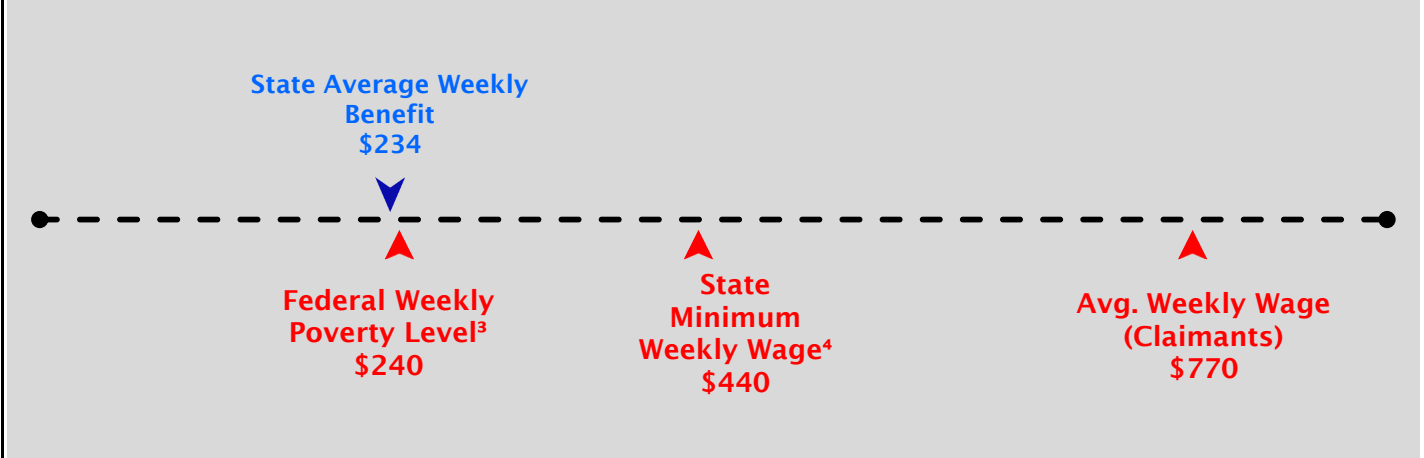 State Average Weekly
Benefit
$234
Federal Weekly
Poverty Level³
$240
State
Minimum
Weekly Wage⁴
$440
Avg. Weekly Wage
(Claimants)
$770